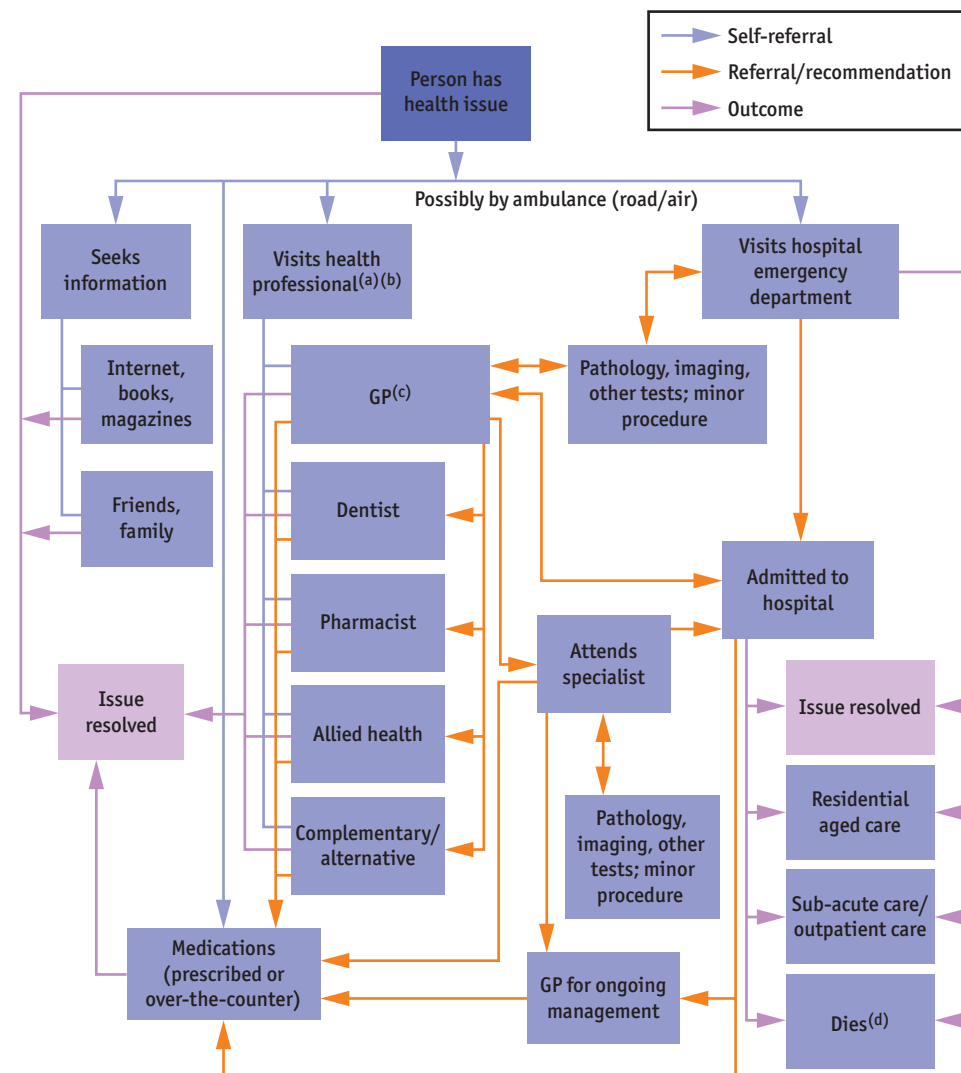 Self-referral
Referral/recommendation
Outcome
Person has
health issue
Possibly by ambulance (road/air)
Seeks
information
Visits health
professional(a)(b)
Visits hospital
emergency
department
Internet,
books,
magazines
GP(c)
Pathology, imaging,
other tests; minor
procedure
Friends,
family
Dentist
Admitted to
hospital
Pharmacist
Attends
specialist
Issue
resolved
Issue resolved
Allied health
Residential
aged care
Complementary/
alternative
Pathology,
imaging, other
tests; minor
procedure
Sub-acute care/
outpatient care
Medications
(prescribed or
over-the-counter)
GP for ongoing
management
Dies(d)